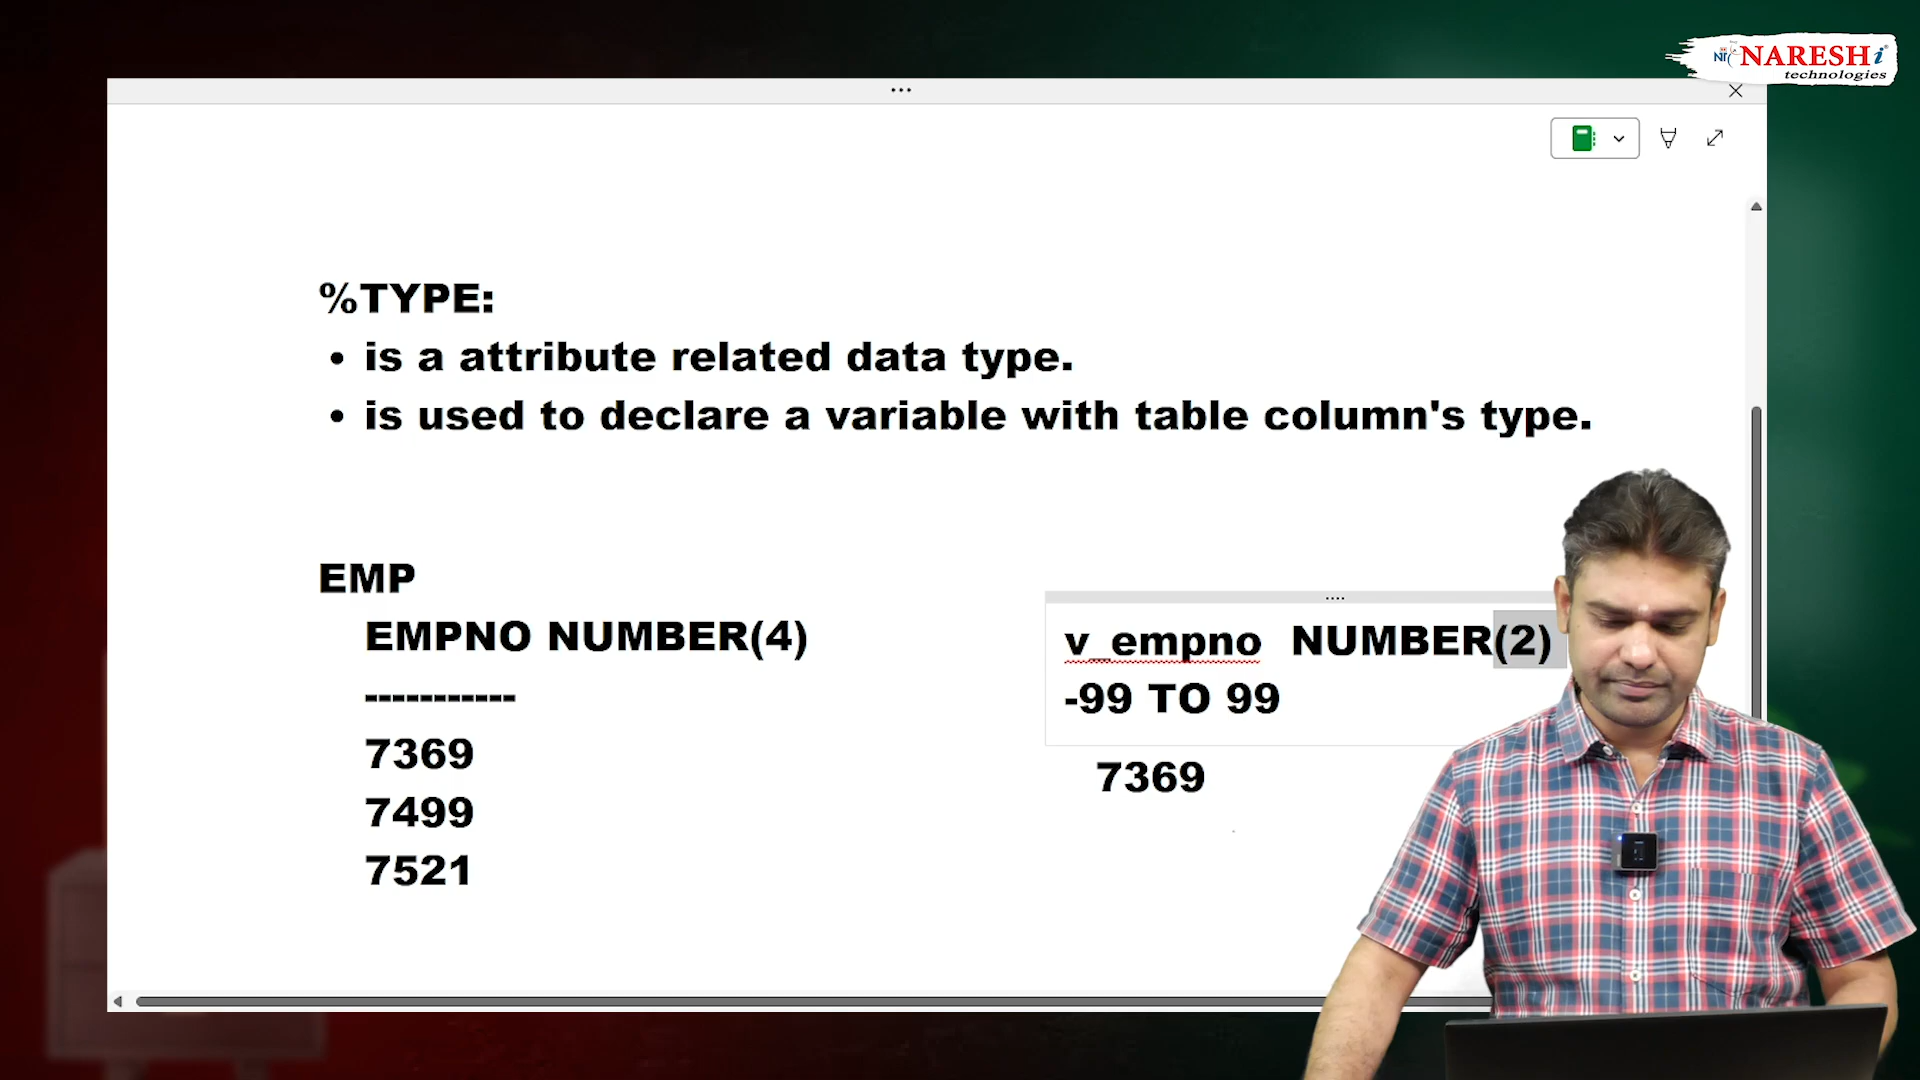 NARESH i
technologies
%TYPE:
• is a attribute related data type.
• is used to declare a variable with table column's type.
EMP
EMPNO NUMBER(4)
-----------
7369
7499
7521
v_empno NUMBER(2)
-99 TO 99
7369